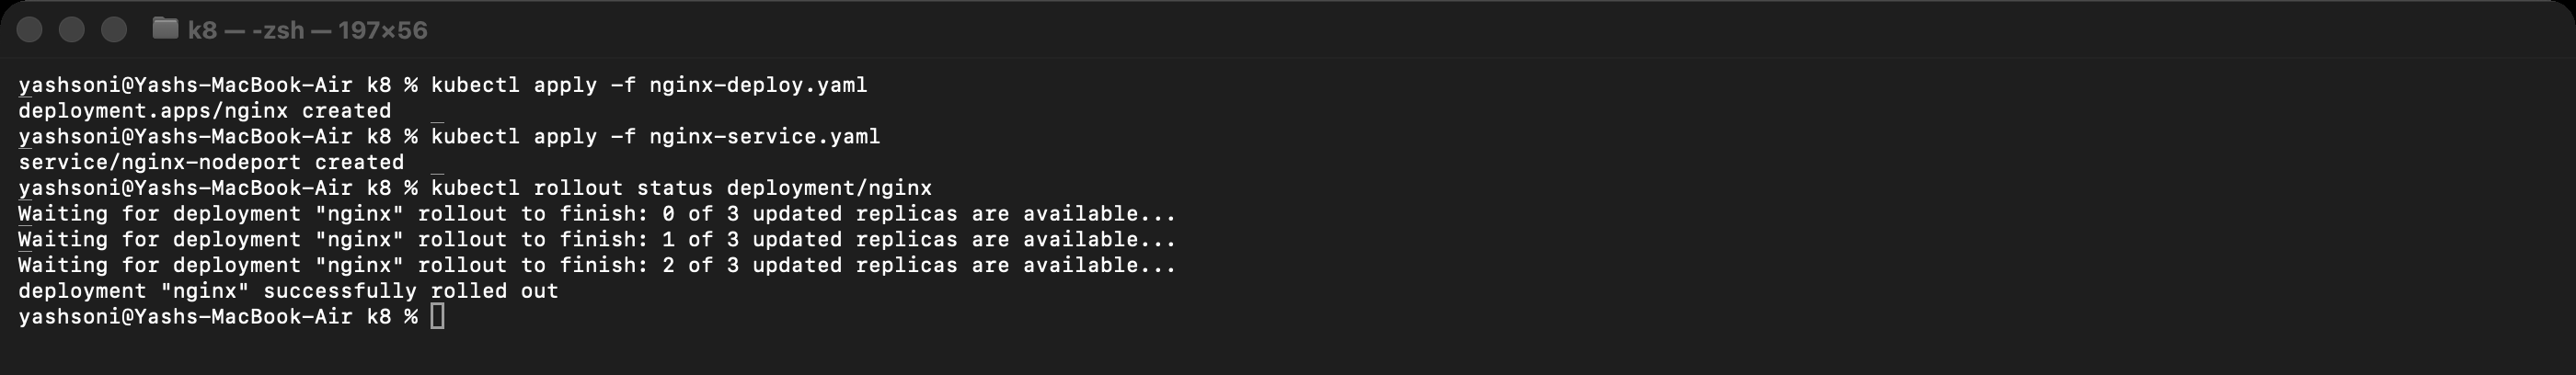 k8 — -zsh — 197×56
yashsoni@Yashs-MacBook-Air k8 % kubectl apply -f nginx-deploy.yaml
deployment.apps/nginx created
yashsoni@Yashs-MacBook-Air k8 % kubectl apply -f nginx-service.yaml
service/nginx-nodeport created
yashsoni@Yashs-MacBook-Air k8 % kubectl rollout status deployment/nginx
Waiting for deployment "nginx" rollout to finish: 0 of 3 updated replicas are available...
Waiting for deployment "nginx" rollout to finish: 1 of 3 updated replicas are available...
Waiting for deployment "nginx" rollout to finish: 2 of 3 updated replicas are available...
deployment "nginx" successfully rolled out
yashsoni@Yashs-MacBook-Air k8 %